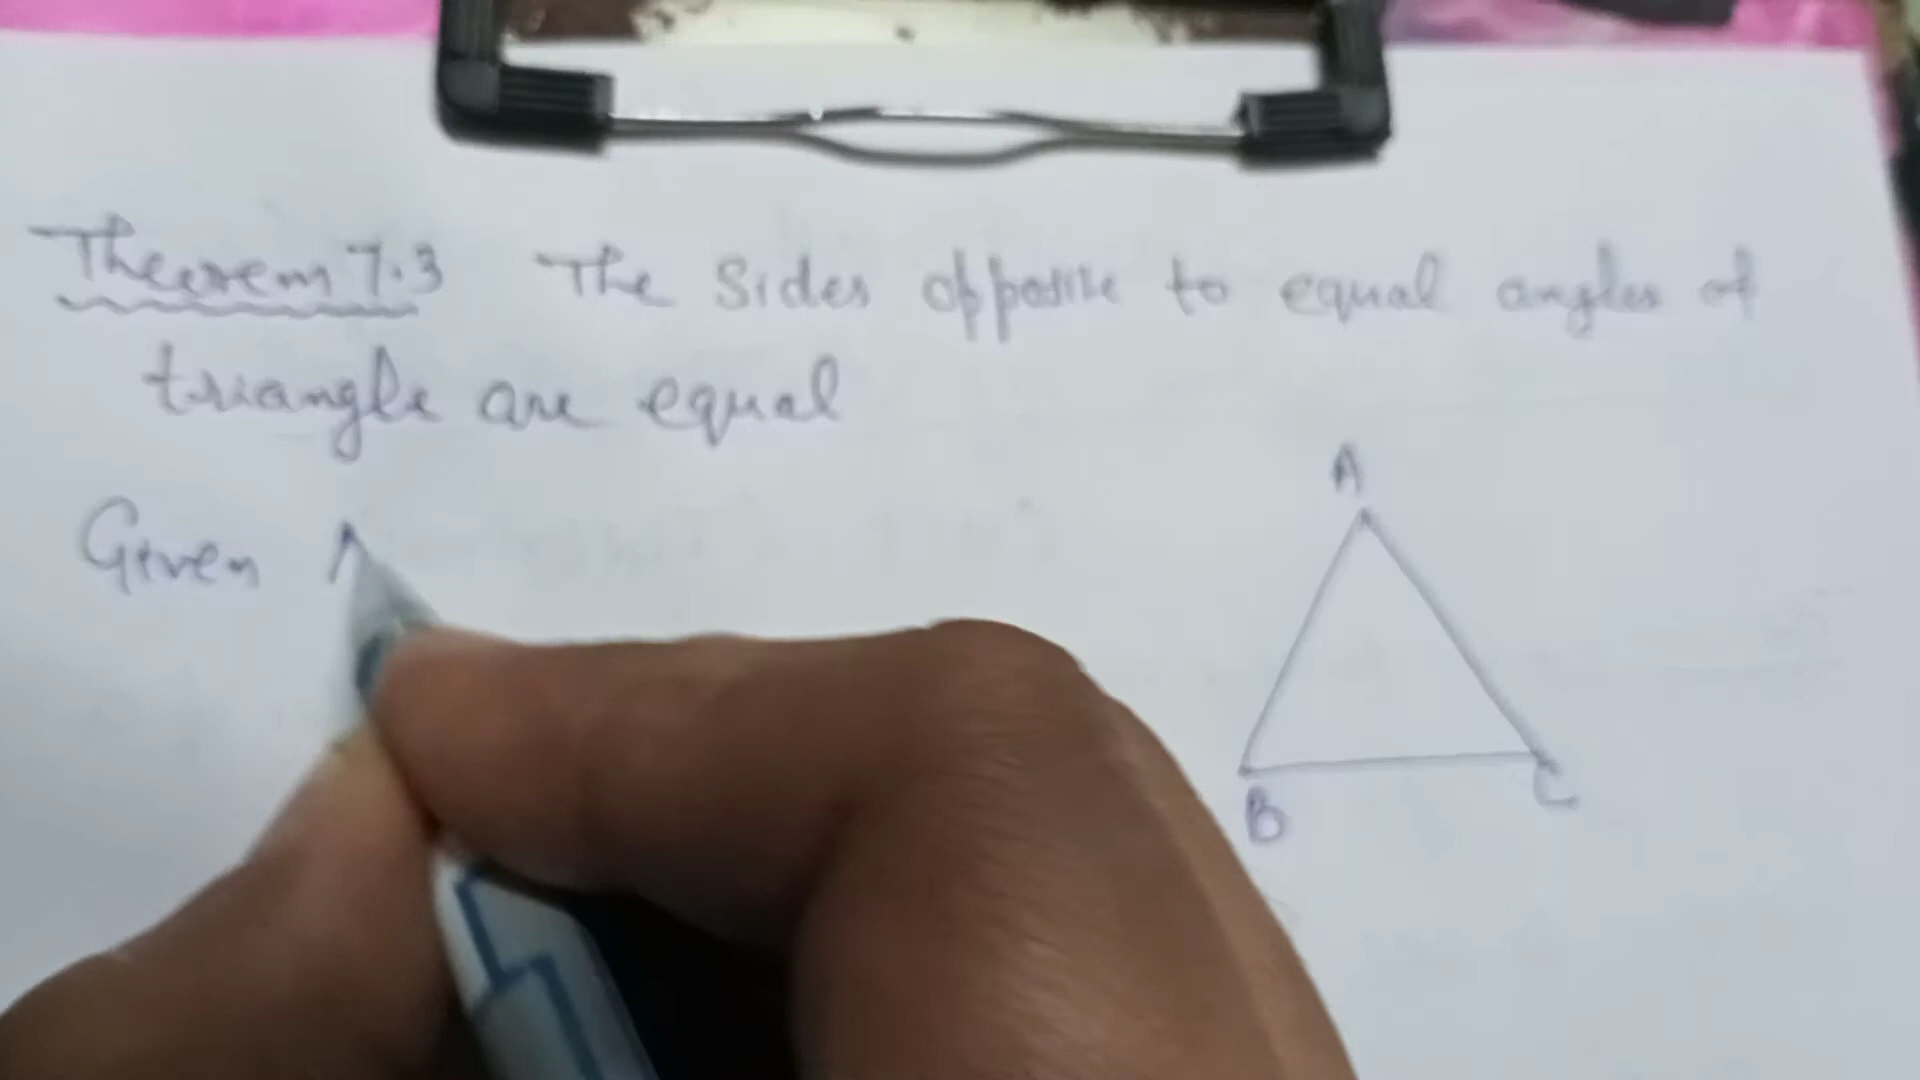 Theorem 7.3 The Sides opposite to equal angles of
triangle are equal
Given
A
B
C